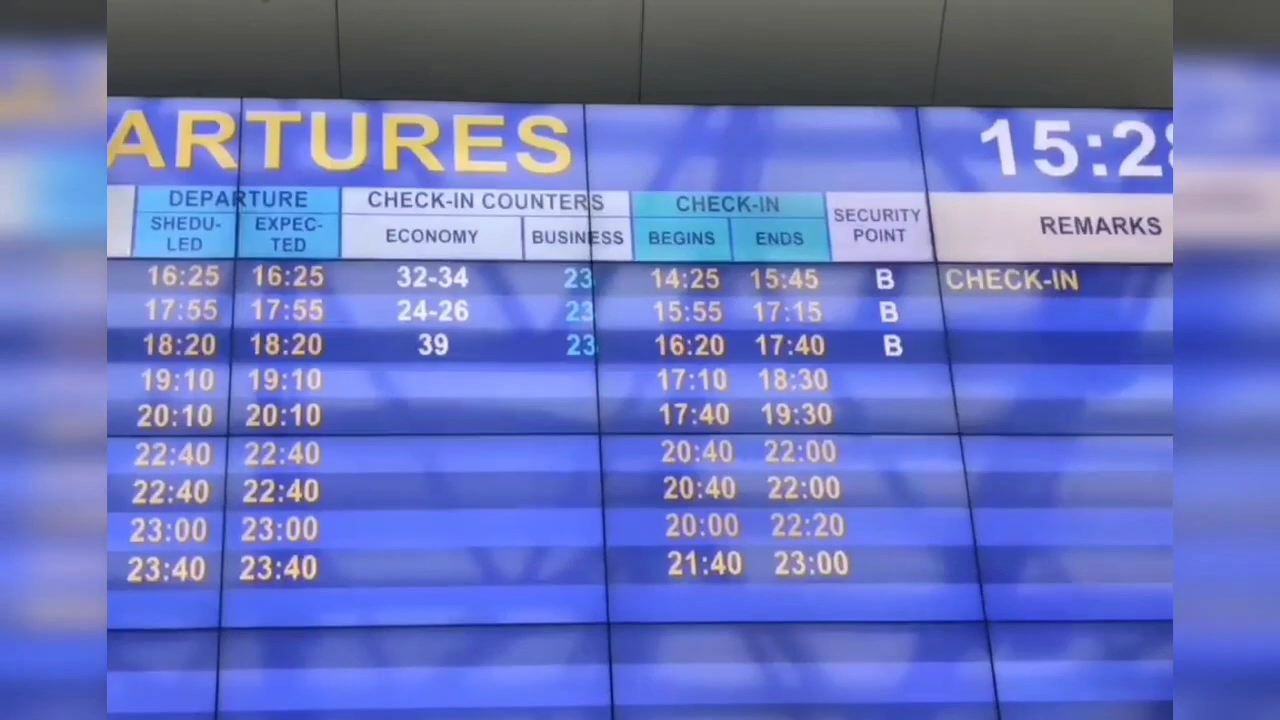 ARTURES 15:28
DEPARTURE CHECK-IN COUNTERS CHECK-IN SECURITY POINT REMARKS
SHEDU-LED EXPEC-TED ECONOMY BUSINESS BEGINS ENDS
16:25 16:25 32-34 23 14:25 15:45 B CHECK-IN
17:55 17:55 24-26 23 15:55 17:15 B
18:20 18:20 39 23 16:20 17:40 B
19:10 19:10 17:10 18:30
20:10 20:10 17:40 19:30
22:40 22:40 20:40 22:00
22:40 22:40 20:40 22:00
23:00 23:00 20:00 22:20
23:40 23:40 21:40 23:00